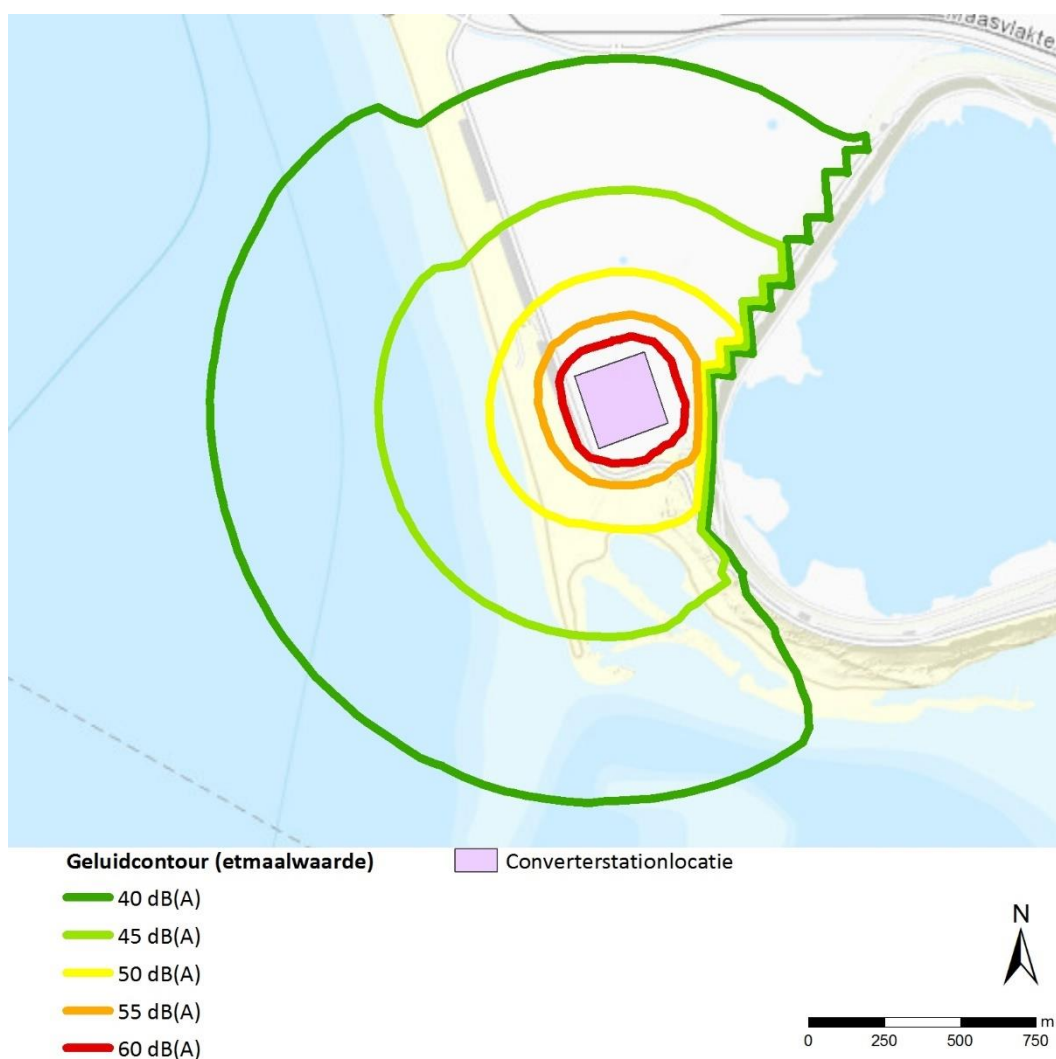 Maasvlakte
Geluidcontour (etmaalwaarde)
Converterstationlocatie
40 dB(A)
45 dB(A)
50 dB(A)
55 dB(A)
60 dB(A)
N
m
0 250 500 750